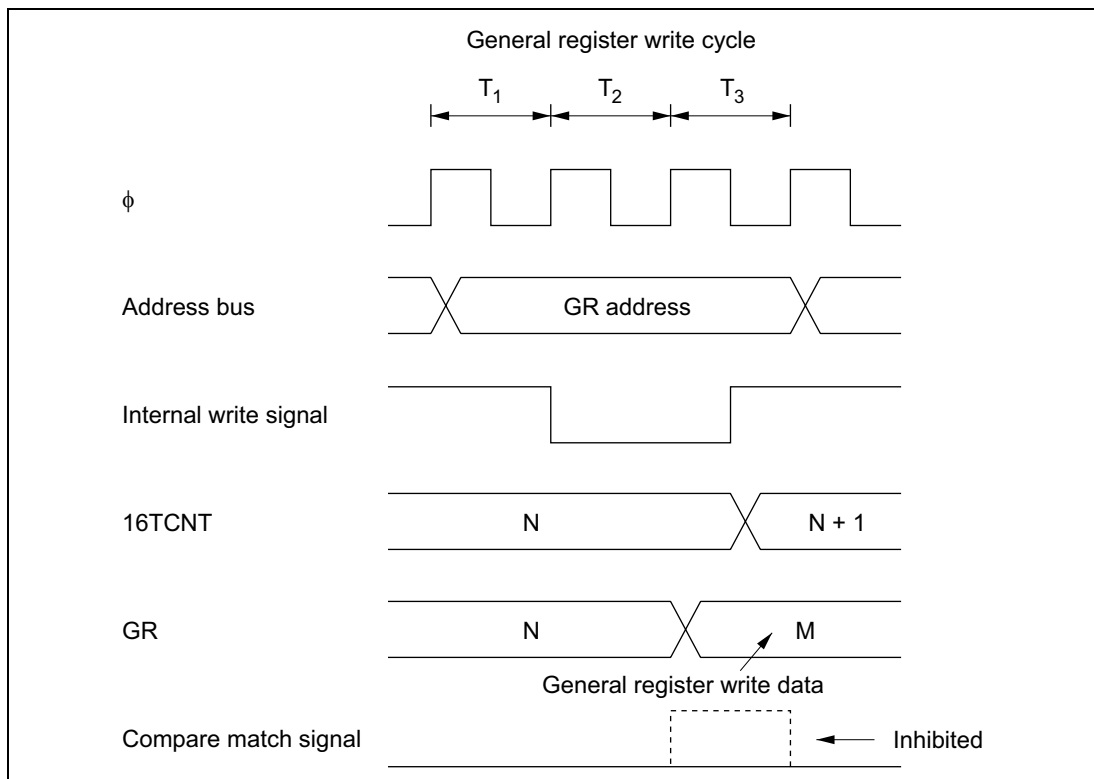 General register write cycle
T1 T2 T3
φ
Address bus GR address
Internal write signal
16TCNT N N + 1
GR N M
General register write data
Compare match signal Inhibited